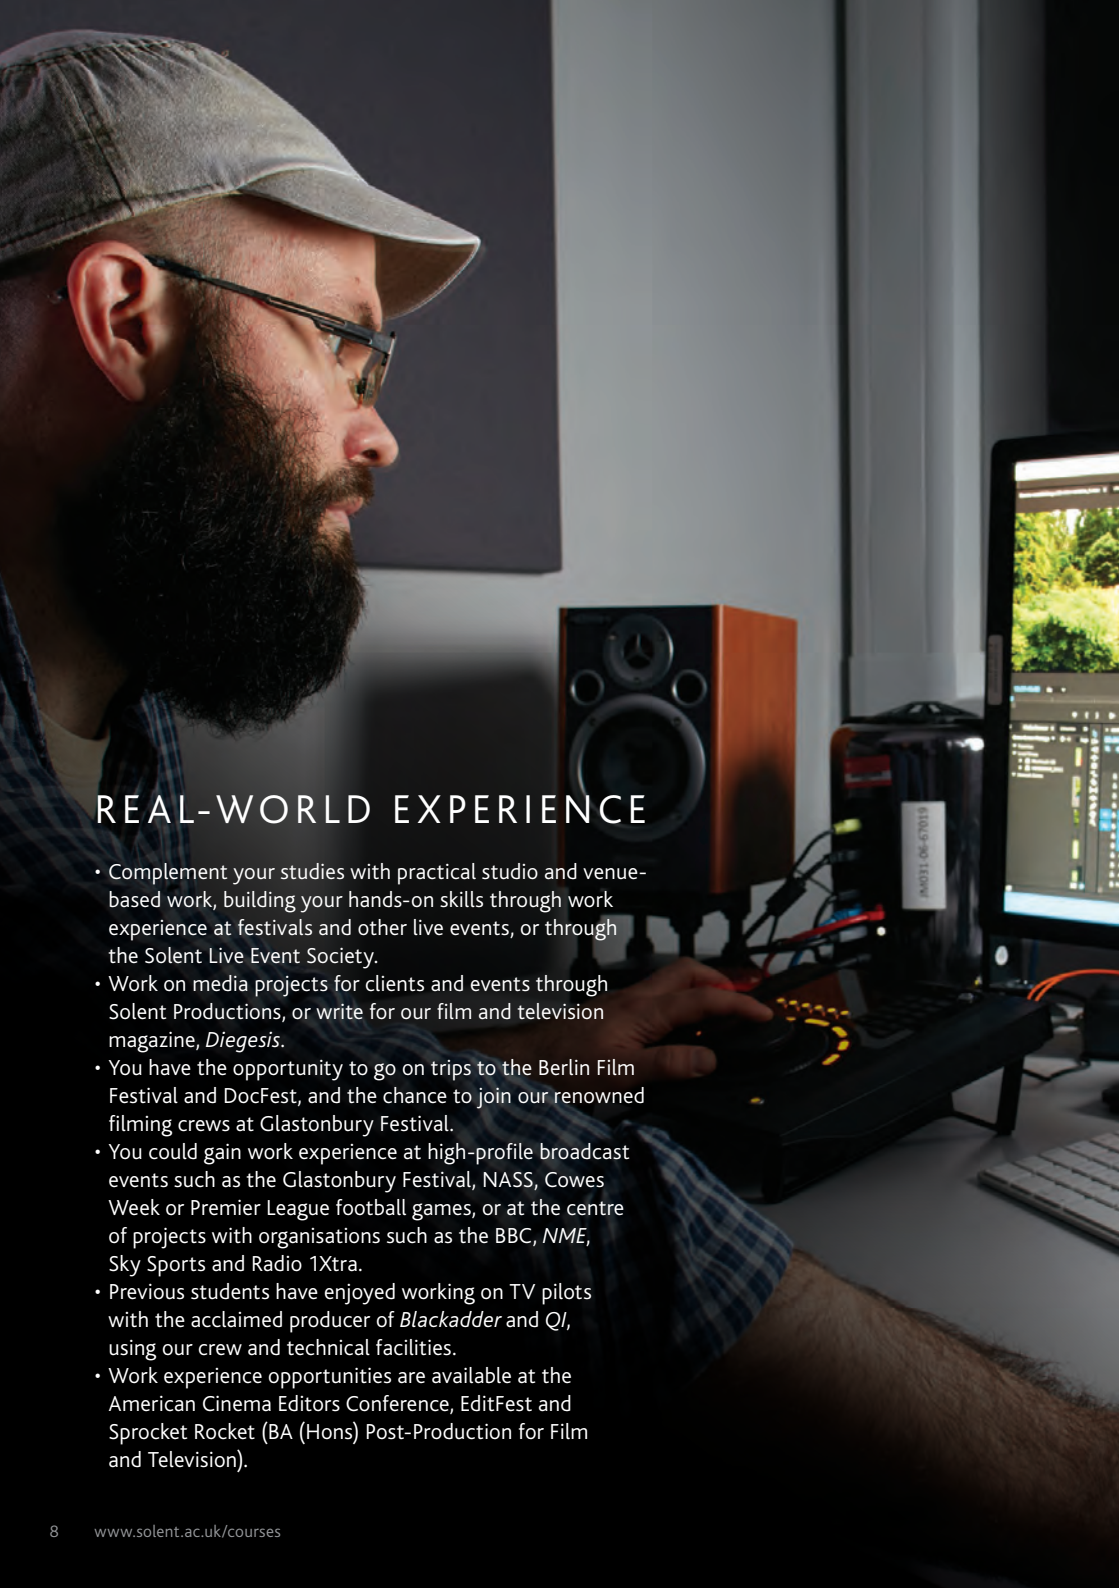 REAL-WORLD EXPERIENCE
• Complement your studies with practical studio and venue-
based work, building your hands-on skills through work
experience at festivals and other live events, or through
the Solent Live Event Society.
• Work on media projects for clients and events through
Solent Productions, or write for our film and television
magazine, Diegesis.
• You have the opportunity to go on trips to the Berlin Film
Festival and DocFest, and the chance to join our renowned
filming crews at Glastonbury Festival.
• You could gain work experience at high-profile broadcast
events such as the Glastonbury Festival, NASS, Cowes
Week or Premier League football games, or at the centre
of projects with organisations such as the BBC, NME,
Sky Sports and Radio 1Xtra.
• Previous students have enjoyed working on TV pilots
with the acclaimed producer of Blackadder and QI,
using our crew and technical facilities.
• Work experience opportunities are available at the
American Cinema Editors Conference, EditFest and
Sprocket Rocket (BA (Hons) Post-Production for Film
and Television).
8 www.solent.ac.uk/courses